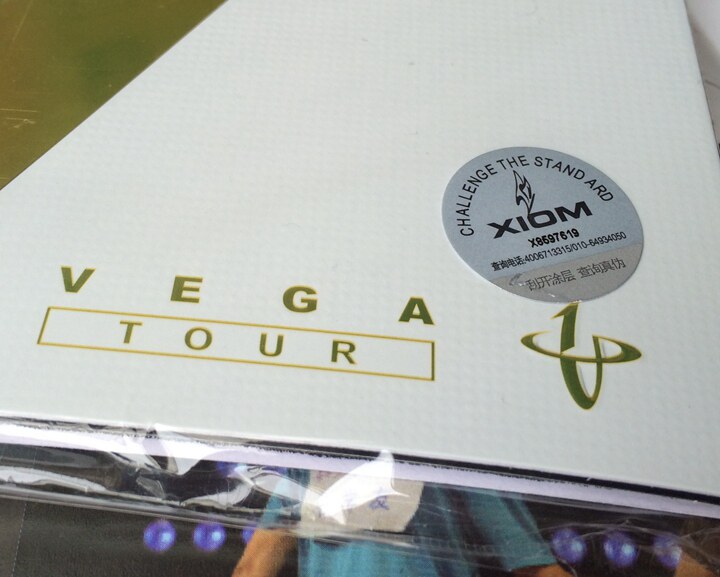 CHALLENGE THE STANDARD
XIOM
X9597619
查询电话:4006713315/010-64934050
刮开涂层 查询真伪
VEGA
TOUR